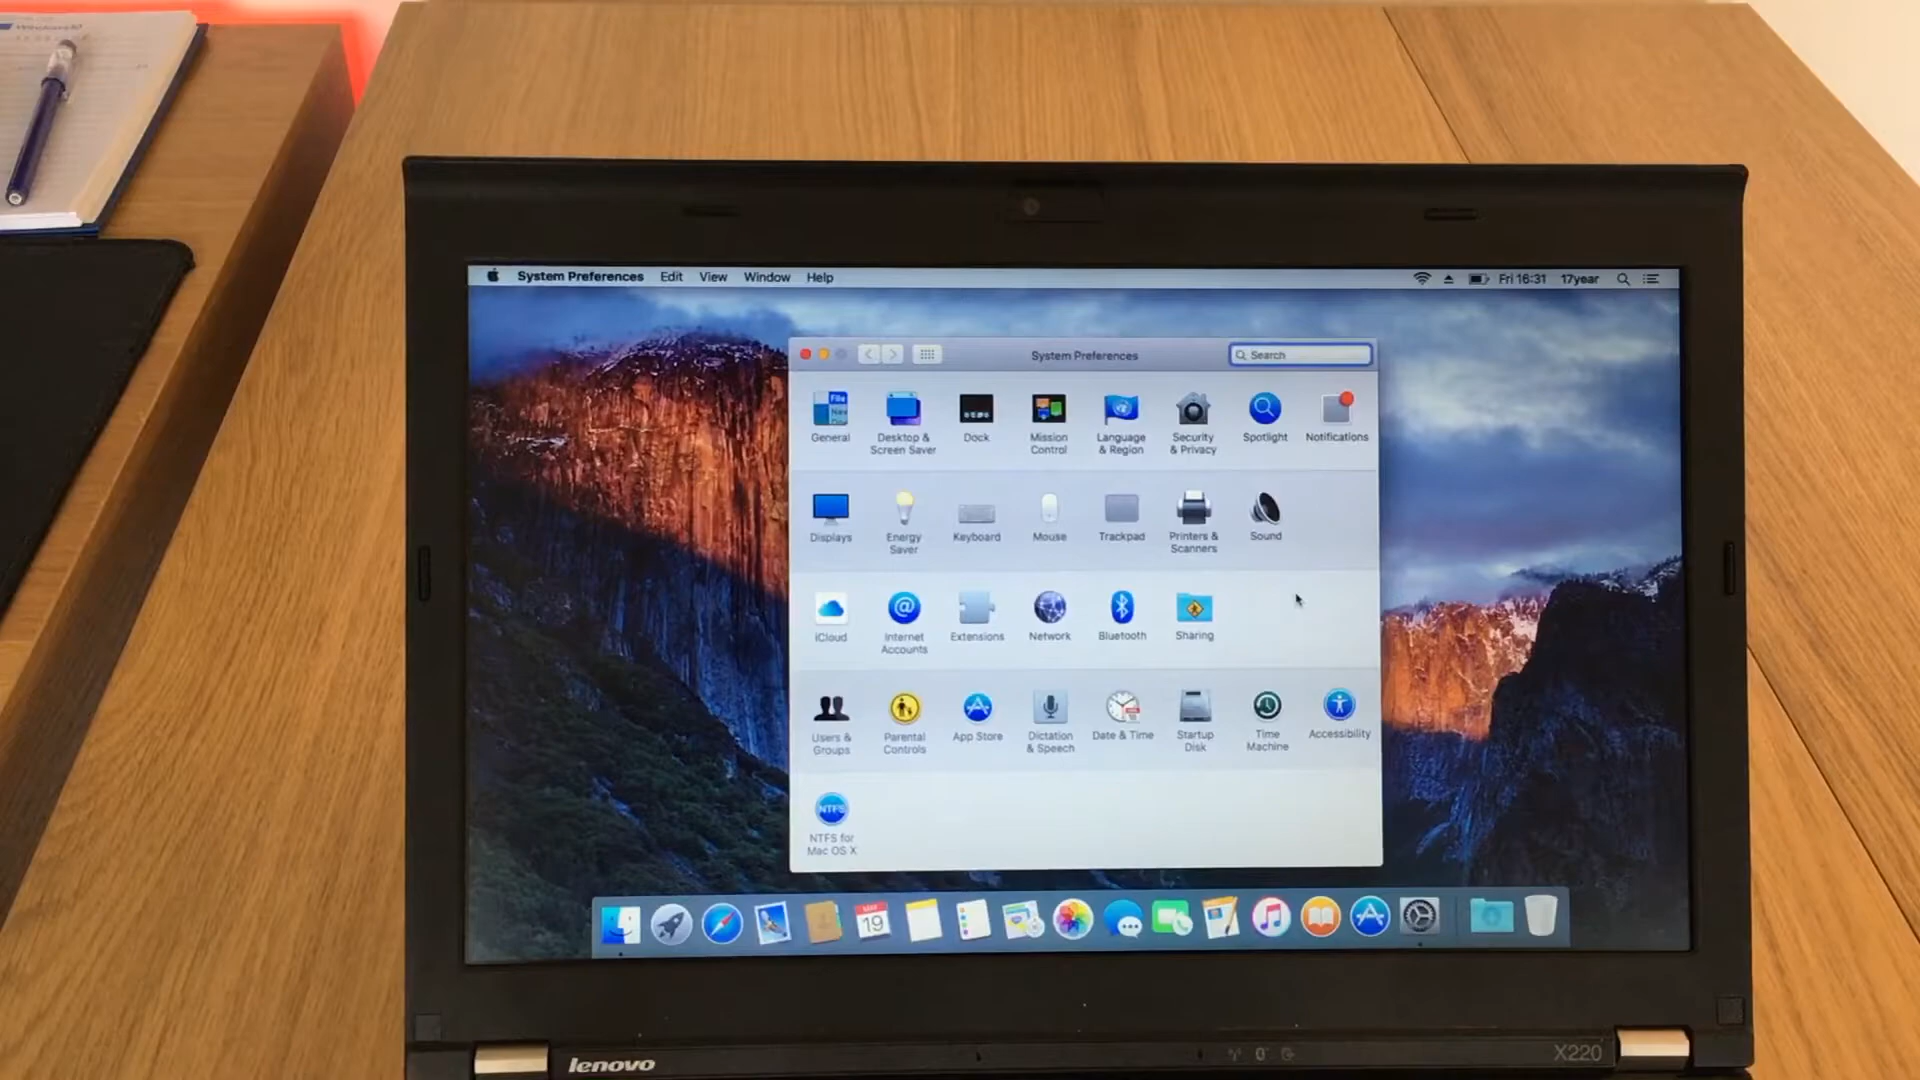 System Preferences Edit View Window Help
Fri 16:31 17year
System Preferences
Search
General
Desktop &
Screen Saver
Dock
Mission
Control
Language
& Region
Security
& Privacy
Spotlight
Notifications
File
New
Displays
Energy
Saver
Keyboard
Mouse
Trackpad
Printers &
Scanners
Sound
iCloud
Internet
Accounts
Extensions
Network
Bluetooth
Sharing
Users &
Groups
Parental
Controls
App Store
Dictation
& Speech
Date & Time
Startup
Disk
Time
Machine
Accessibility
NTFS
NTFS for
Mac OS X
MAY
19
lenovo
X220